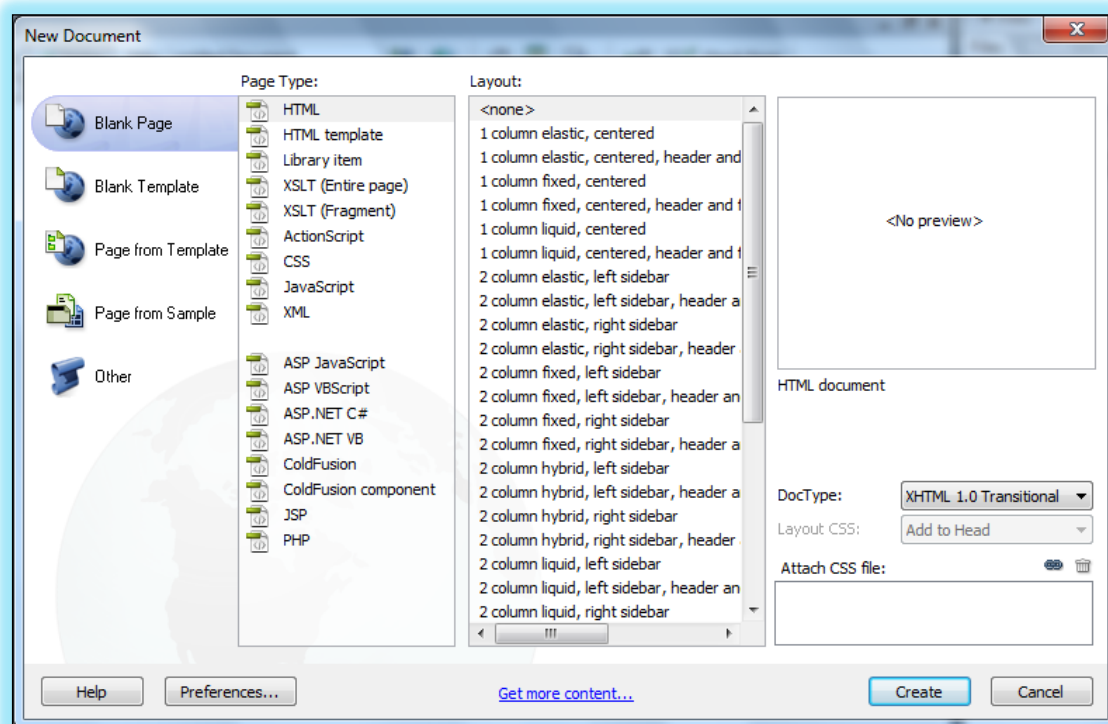 New Document
Page Type:
Layout:
Blank Page
Blank Template
Page from Template
Page from Sample
Other
HTML
HTML template
Library item
XSLT (Entire page)
XSLT (Fragment)
ActionScript
CSS
JavaScript
XML
ASP JavaScript
ASP VBScript
ASP.NET C#
ASP.NET VB
ColdFusion
ColdFusion component
JSP
PHP
<none>
1 column elastic, centered
1 column elastic, centered, header and
1 column fixed, centered
1 column fixed, centered, header and f
1 column liquid, centered
1 column liquid, centered, header and f
2 column elastic, left sidebar
2 column elastic, left sidebar, header a
2 column elastic, right sidebar
2 column elastic, right sidebar, header
2 column fixed, left sidebar
2 column fixed, left sidebar, header an
2 column fixed, right sidebar
2 column fixed, right sidebar, header a
2 column hybrid, left sidebar
2 column hybrid, left sidebar, header a
2 column hybrid, right sidebar
2 column hybrid, right sidebar, header
2 column liquid, left sidebar
2 column liquid, left sidebar, header an
2 column liquid, right sidebar
<No preview>
HTML document
DocType: XHTML 1.0 Transitional
Layout CSS: Add to Head
Attach CSS file:
Help Preferences... Get more content... Create Cancel